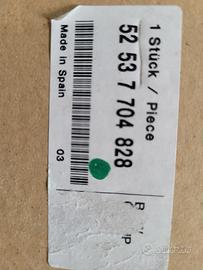 1 Stück / Piece
52 53 7 704 828
Made in Spain
03